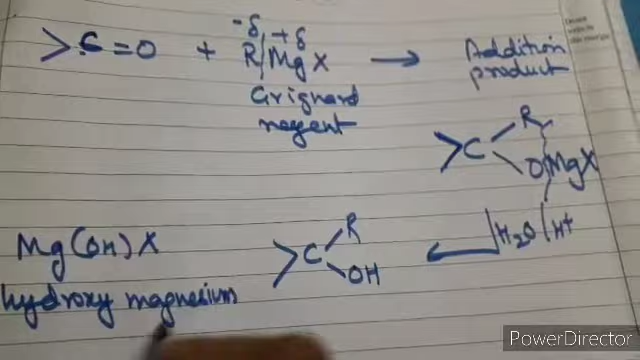 >C=O + R/MgX → Addition product
-δ +δ
Grignard
reagent
>C
R
OMgX
H2O/H+
Mg(OH)X
>C
R
OH
hydroxy magnesium
PowerDirector